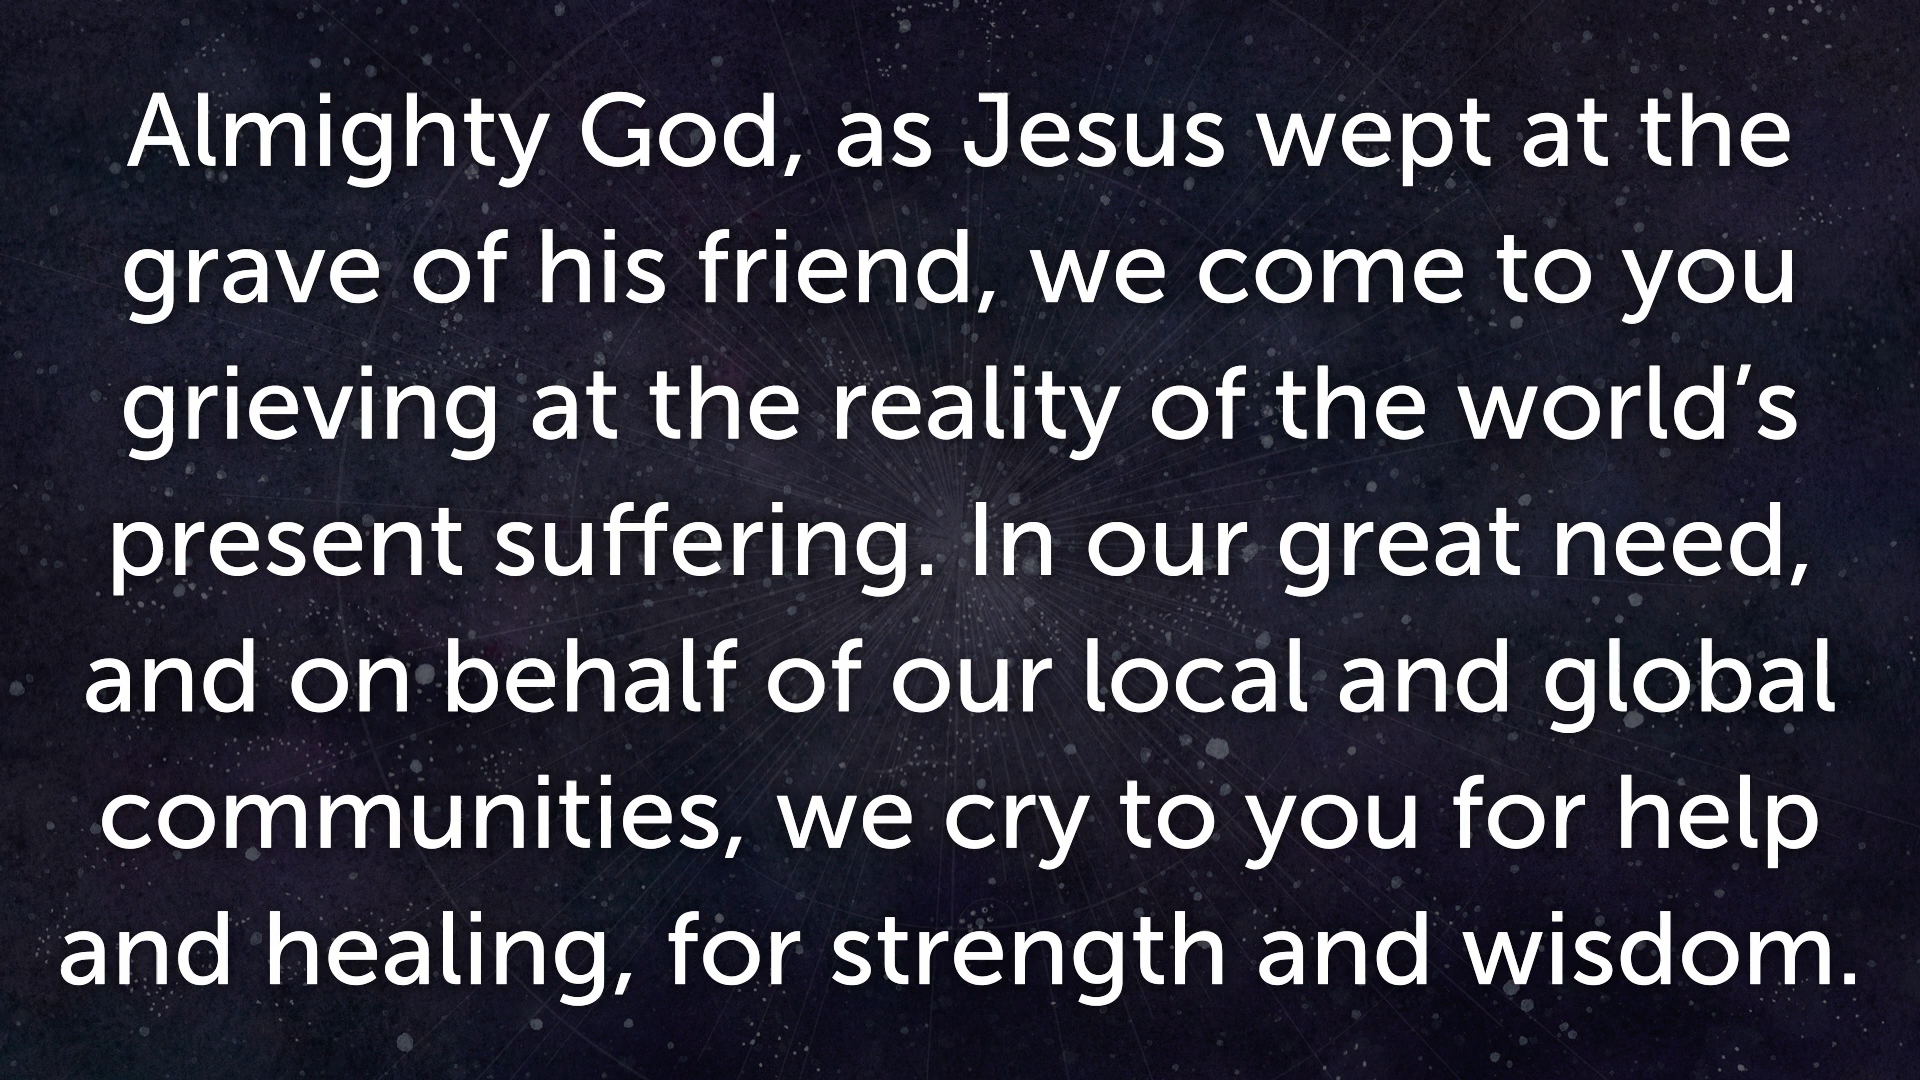 Almighty God, as Jesus wept at the
grave of his friend, we come to you
grieving at the reality of the world’s
present suffering. In our great need,
and on behalf of our local and global
communities, we cry to you for help
and healing, for strength and wisdom.